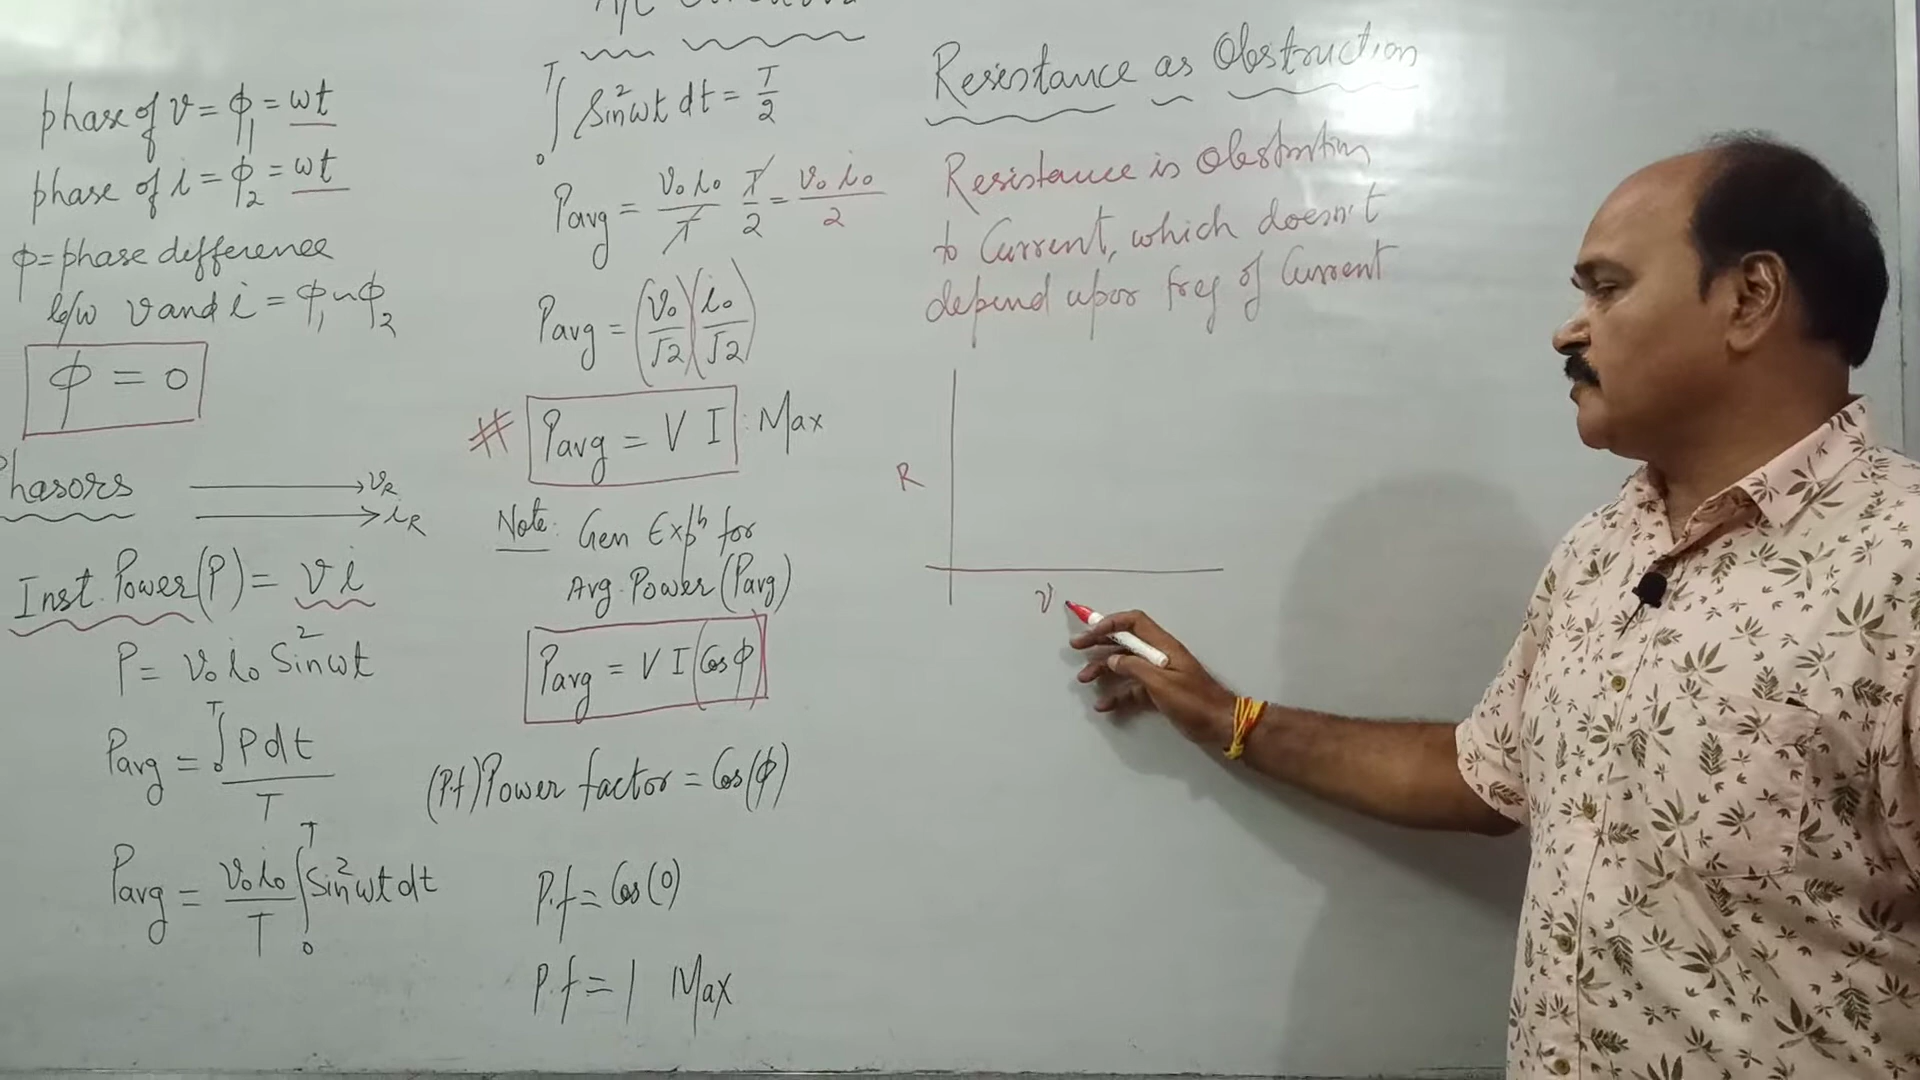 phase of v = ϕ₁ = ωt
phase of i = ϕ₂ = ωt
ϕ = phase difference
b/w v and i = ϕ₁ ~ ϕ₂
ϕ = 0
Phasors
v_R
i_R
Inst. Power(P) = v i
P = v₀ i₀ Sin²ωt
Pavg = ∫₀ᵀ P dt / T
Pavg = v₀ i₀ / T ∫₀ᵀ Sin²ωt dt
∫₀ᵀ Sin²ωt dt = T/2
Pavg = v₀ i₀ / T T/2 = v₀ i₀ / 2
Pavg = (v₀/√2)(i₀/√2)
# Pavg = V I : Max
Note: Gen Expⁿ for
Avg. Power (Pavg)
Pavg = V I (Cos ϕ)
(P.f) Power factor = Cos(ϕ)
P.f = Cos(0)
P.f = 1 Max
Resistance as Obstruction
Resistance is Obstrution
to Current, which doesn't
depend upon freq of Current
R
v